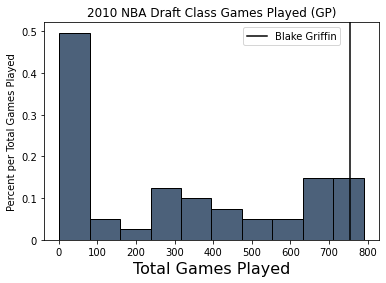 2010 NBA Draft Class Games Played (GP)
Blake Griffin
Percent per Total Games Played
0.5
0.4
0.3
0.2
0.1
0
0 100 200 300 400 500 600 700 800
Total Games Played